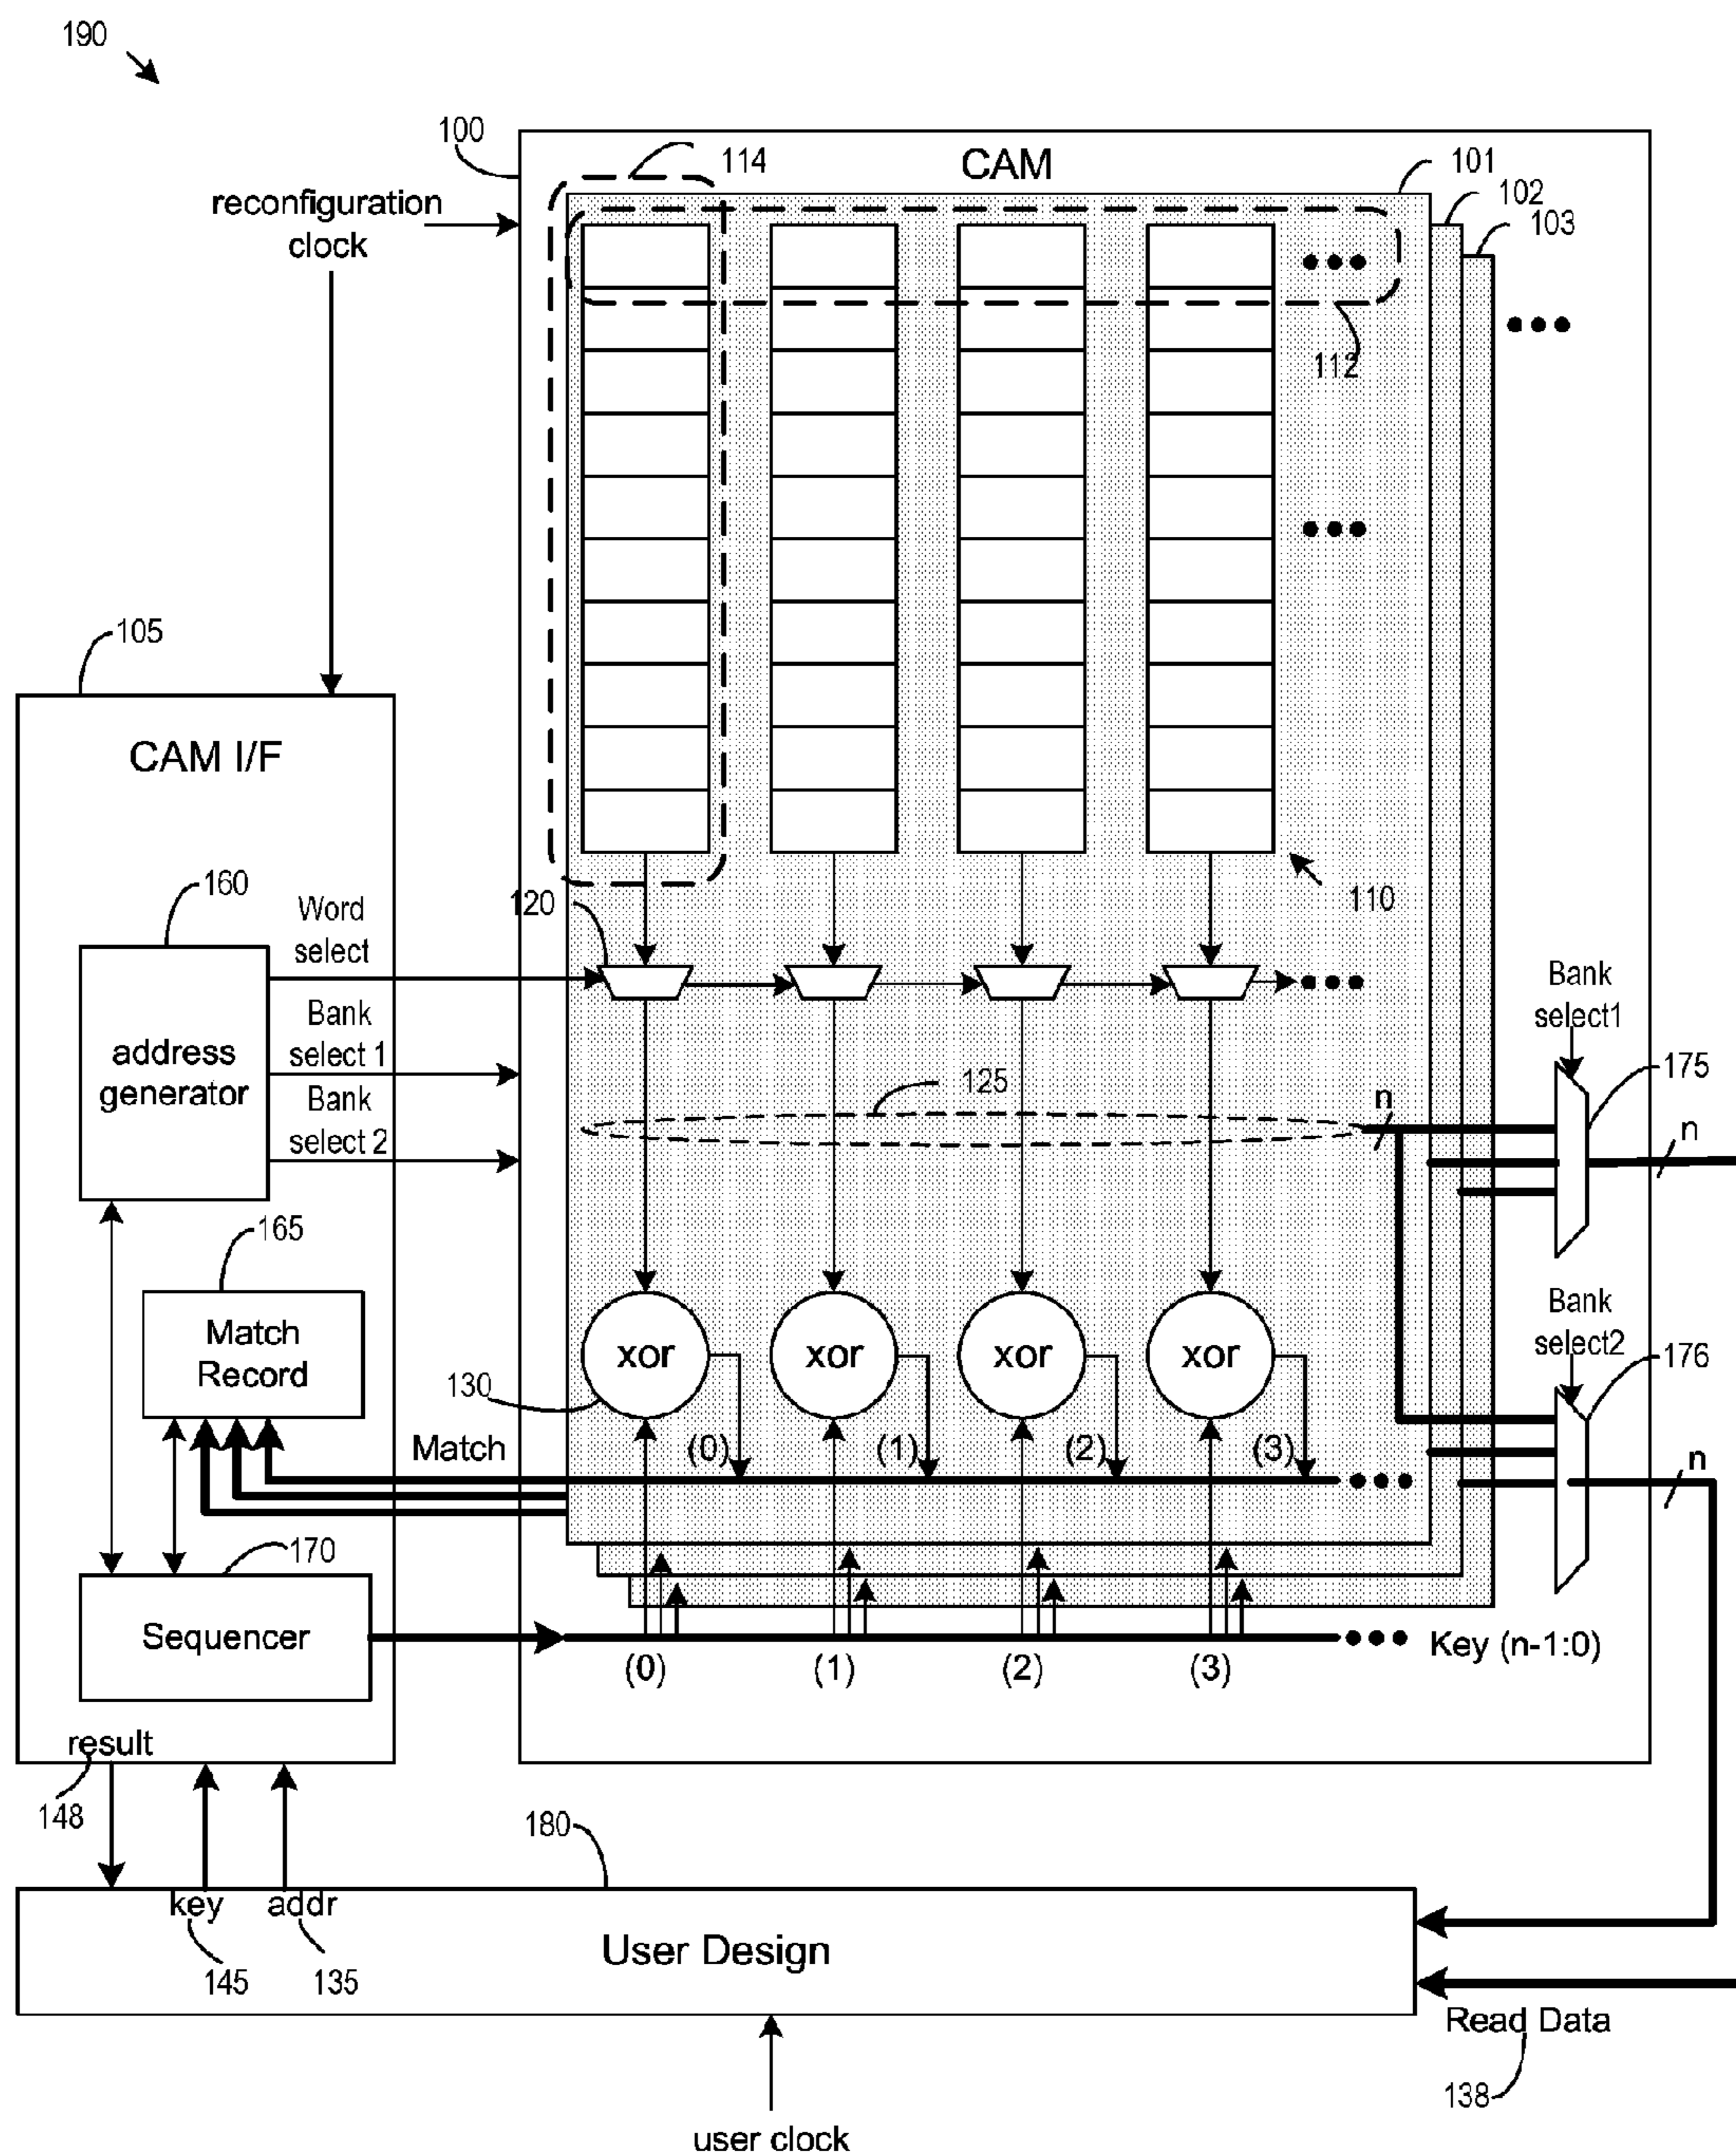 190
100
CAM
114
101
102
103
reconfiguration
clock
112
105
CAM I/F
160
120
110
Word
select
Bank
select 1
Bank
select 2
address
generator
Bank
select1
175
125
n
n
165
Match
Record
xor
xor
xor
xor
Bank
select2
176
130
Match
(0)
(1)
(2)
(3)
n
170
Sequencer
(0)
(1)
(2)
(3)
Key (n-1:0)
result
148
180
key
addr
145
135
User Design
Read Data
138
user clock